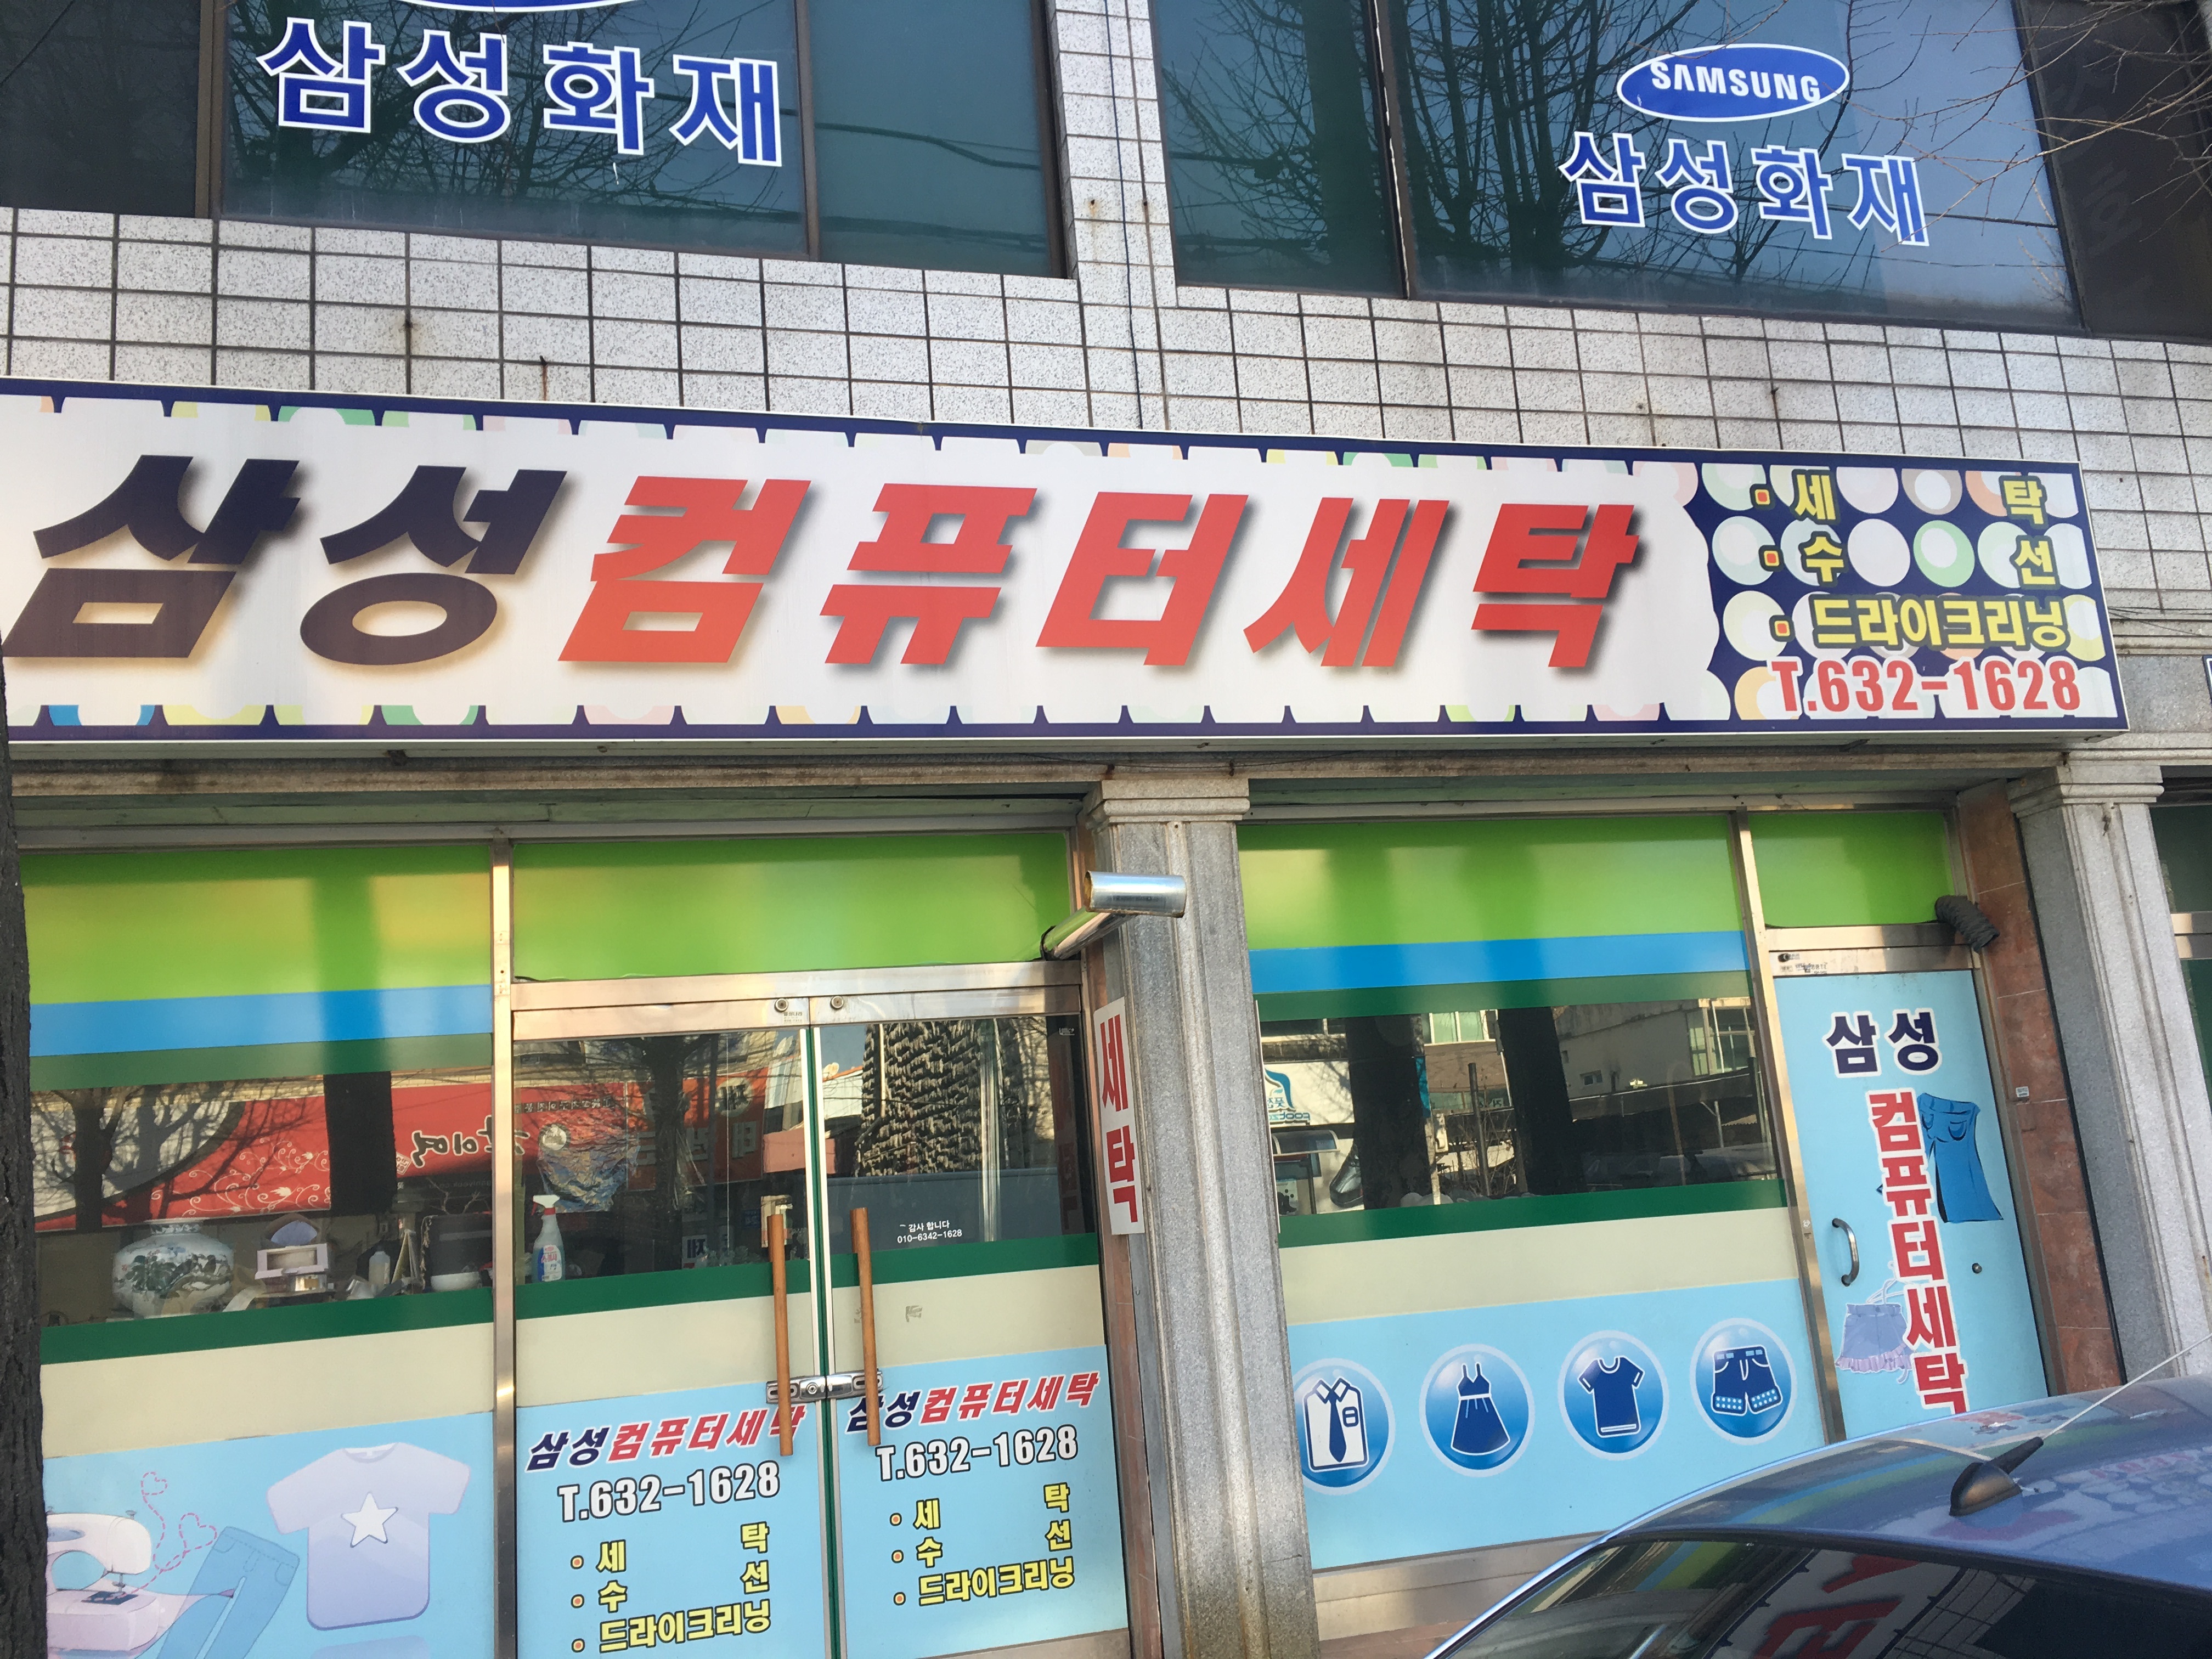 삼성화재
SAMSUNG
삼성화재
삼성컴퓨터세탁
· 세 탁
· 수 선
· 드라이크리닝
T.632-1628
세탁
감사 합니다
010-6342-1628
삼성컴퓨터세탁
T.632-1628
세 탁
수 선
드라이크리닝
삼성컴퓨터세탁
T.632-1628
세 탁
수 선
드라이크리닝
삼성
컴퓨터세탁